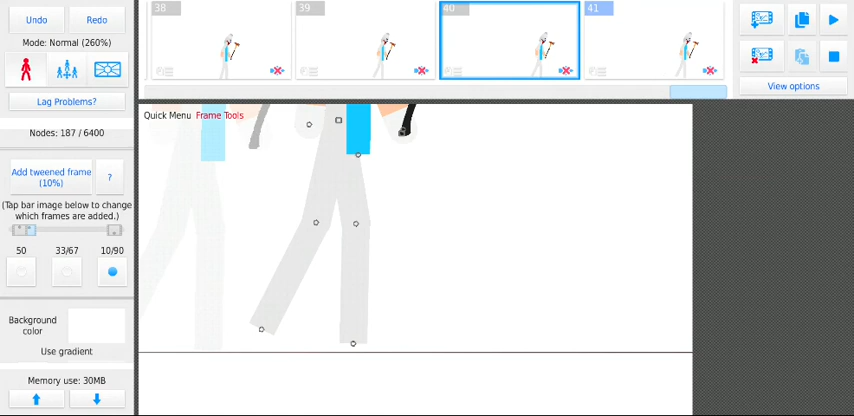 Undo Redo
Mode: Normal (260%)
Lag Problems?
Nodes: 187 / 6400
Add tweened frame
(10%)
?
(Tap bar image below to change
which frames are added.)
50 33/67 10/90
Background
color
Use gradient
Memory use: 30MB
38 39 40 41
View options
Quick Menu Frame Tools